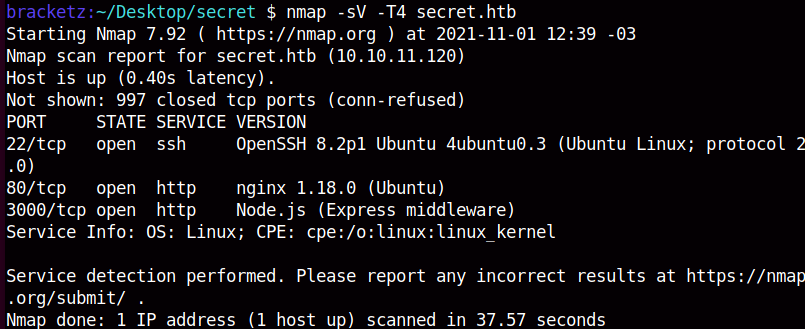 bracketz:~/Desktop/secret $ nmap -sV -T4 secret.htb
Starting Nmap 7.92 ( https://nmap.org ) at 2021-11-01 12:39 -03
Nmap scan report for secret.htb (10.10.11.120)
Host is up (0.40s latency).
Not shown: 997 closed tcp ports (conn-refused)
PORT     STATE SERVICE VERSION
22/tcp   open  ssh     OpenSSH 8.2p1 Ubuntu 4ubuntu0.3 (Ubuntu Linux; protocol 2
.0)
80/tcp   open  http    nginx 1.18.0 (Ubuntu)
3000/tcp open  http    Node.js (Express middleware)
Service Info: OS: Linux; CPE: cpe:/o:linux:linux_kernel

Service detection performed. Please report any incorrect results at https://nmap
.org/submit/ .
Nmap done: 1 IP address (1 host up) scanned in 37.57 seconds